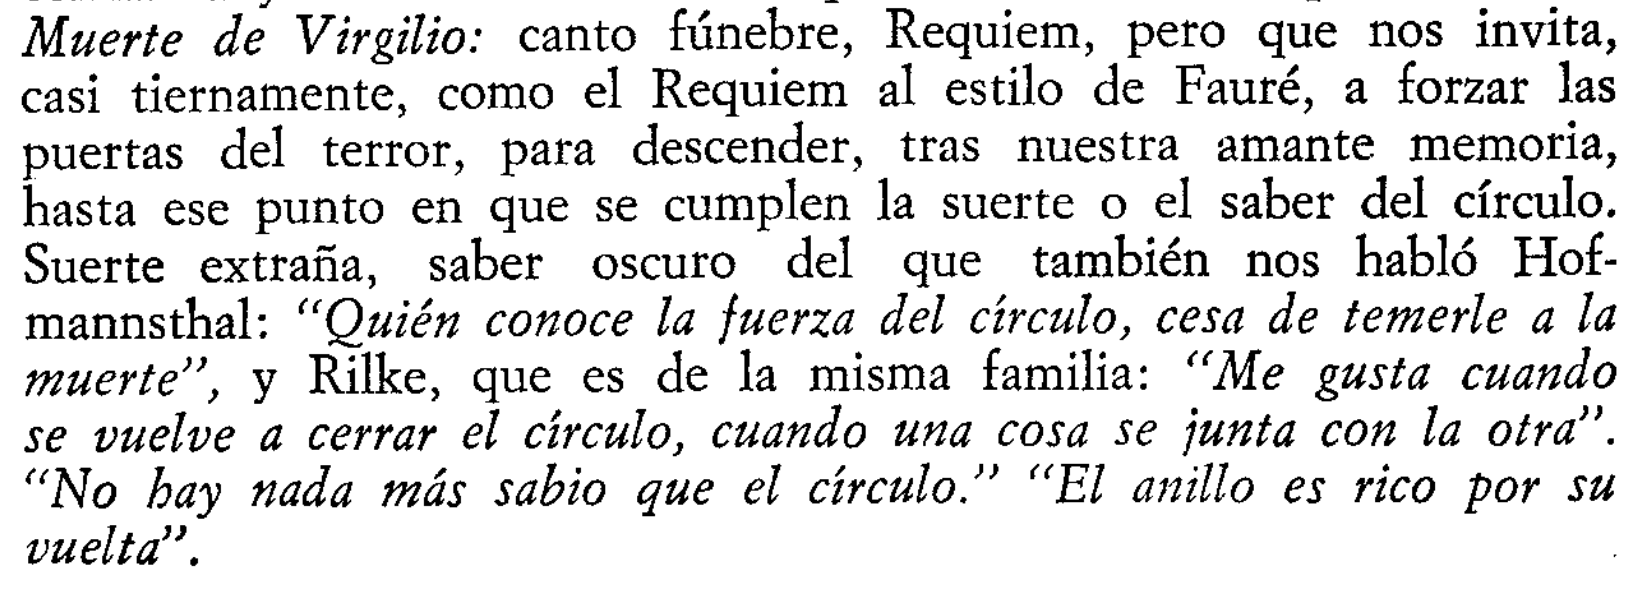 Muerte de Virgilio: canto fúnebre, Requiem, pero que nos invita,
casi tiernamente, como el Requiem al estilo de Fauré, a forzar las
puertas del terror, para descender, tras nuestra amante memoria,
hasta ese punto en que se cumplen la suerte o el saber del círculo.
Suerte extraña, saber oscuro del que también nos habló Hof-
mannsthal: “Quién conoce la fuerza del círculo, cesa de temerle a la
muerte”, y Rilke, que es de la misma familia: “Me gusta cuando
se vuelve a cerrar el círculo, cuando una cosa se junta con la otra”.
“No hay nada más sabio que el círculo.” “El anillo es rico por su
vuelta”.